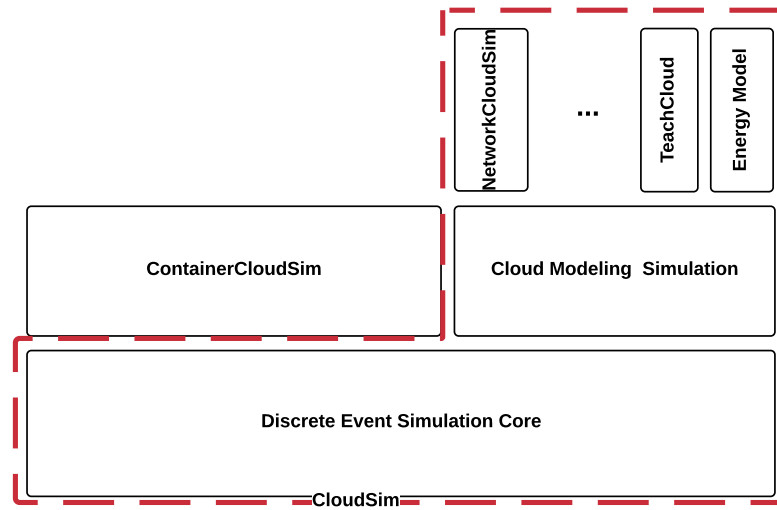 NetworkCloudSim
...
TeachCloud
Energy Model
ContainerCloudSim
Cloud Modeling  Simulation
Discrete Event Simulation Core
CloudSim